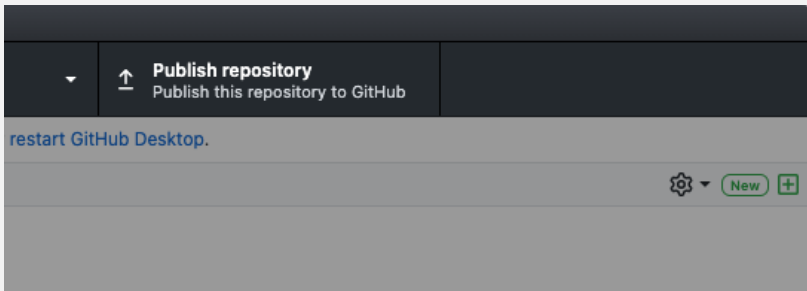 Publish repository
Publish this repository to GitHub
restart GitHub Desktop.
New